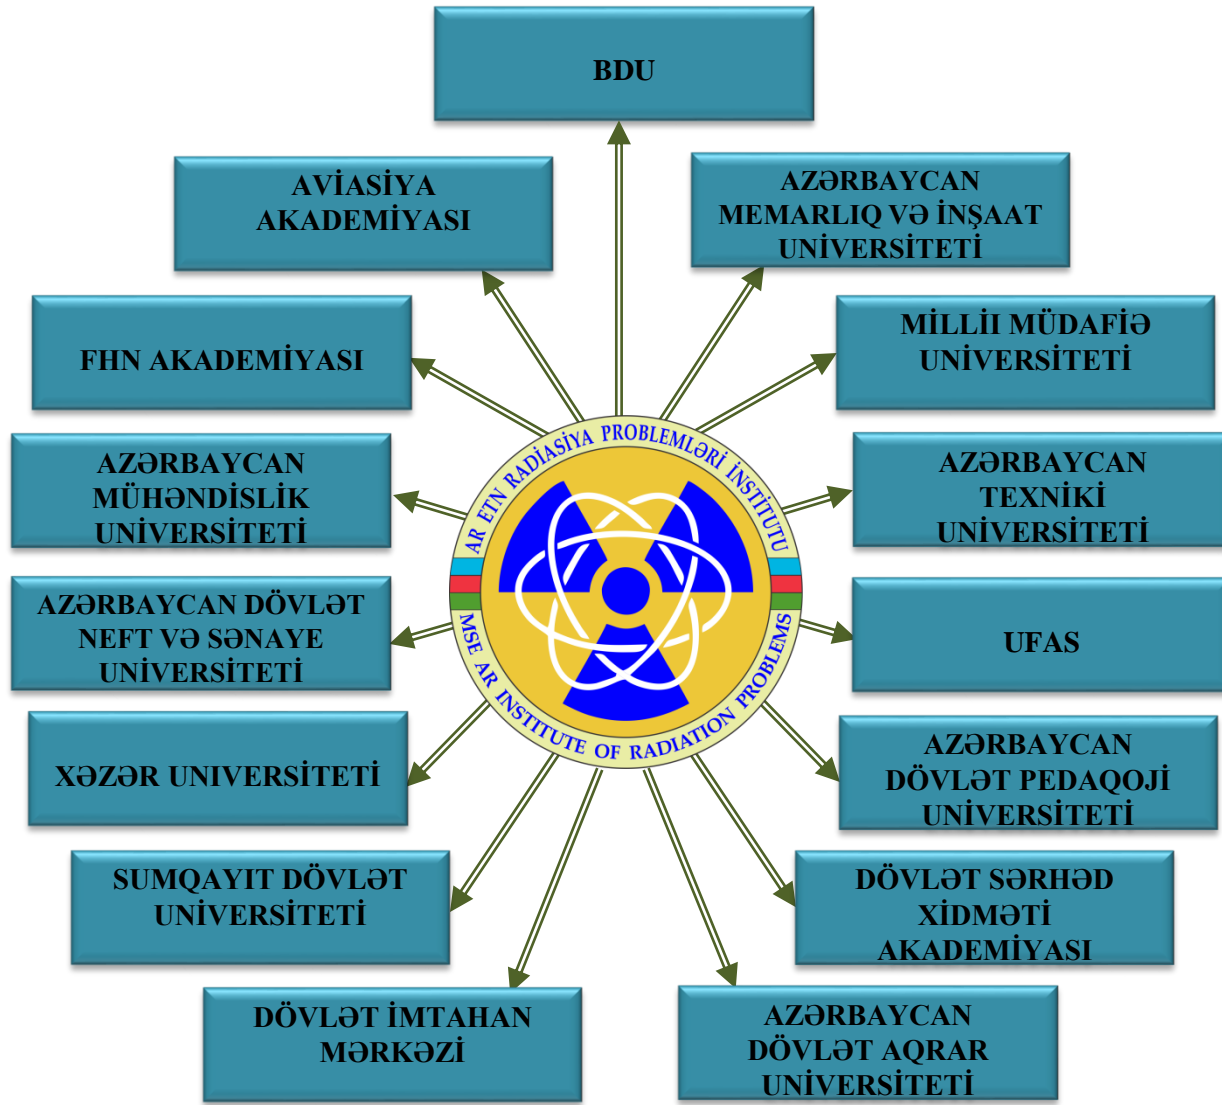 BDU
AVİASİYA
AKADEMİYASI
AZƏRBAYCAN
MEMARLIQ VƏ İNŞAAT
UNİVERSİTETİ
FHN AKADEMİYASI
MİLLİI MÜDAFİƏ
UNİVERSİTETİ
AZƏRBAYCAN
MÜHƏNDİSLİK
UNİVERSİTETİ
AR ETN RADİASİYA PROBLEMLƏRİ İNSTİTUTU
MSE AR INSTITUTE OF RADIATION PROBLEMS
AZƏRBAYCAN
TEXNİKİ
UNİVERSİTETİ
AZƏRBAYCAN DÖVLƏT
NEFT VƏ SƏNAYE
UNİVERSİTETİ
UFAS
XƏZƏR UNIVERSİTETİ
AZƏRBAYCAN
DÖVLƏT PEDAQOJİ
UNİVERSİTETİ
SUMQAYIT DÖVLƏT
UNİVERSİTETİ
DÖVLƏT SƏRHƏD
XİDMƏTİ
AKADEMİYASI
DÖVLƏT İMTAHAN
MƏRKƏZİ
AZƏRBAYCAN
DÖVLƏT AQRAR
UNİVERSİTETİ